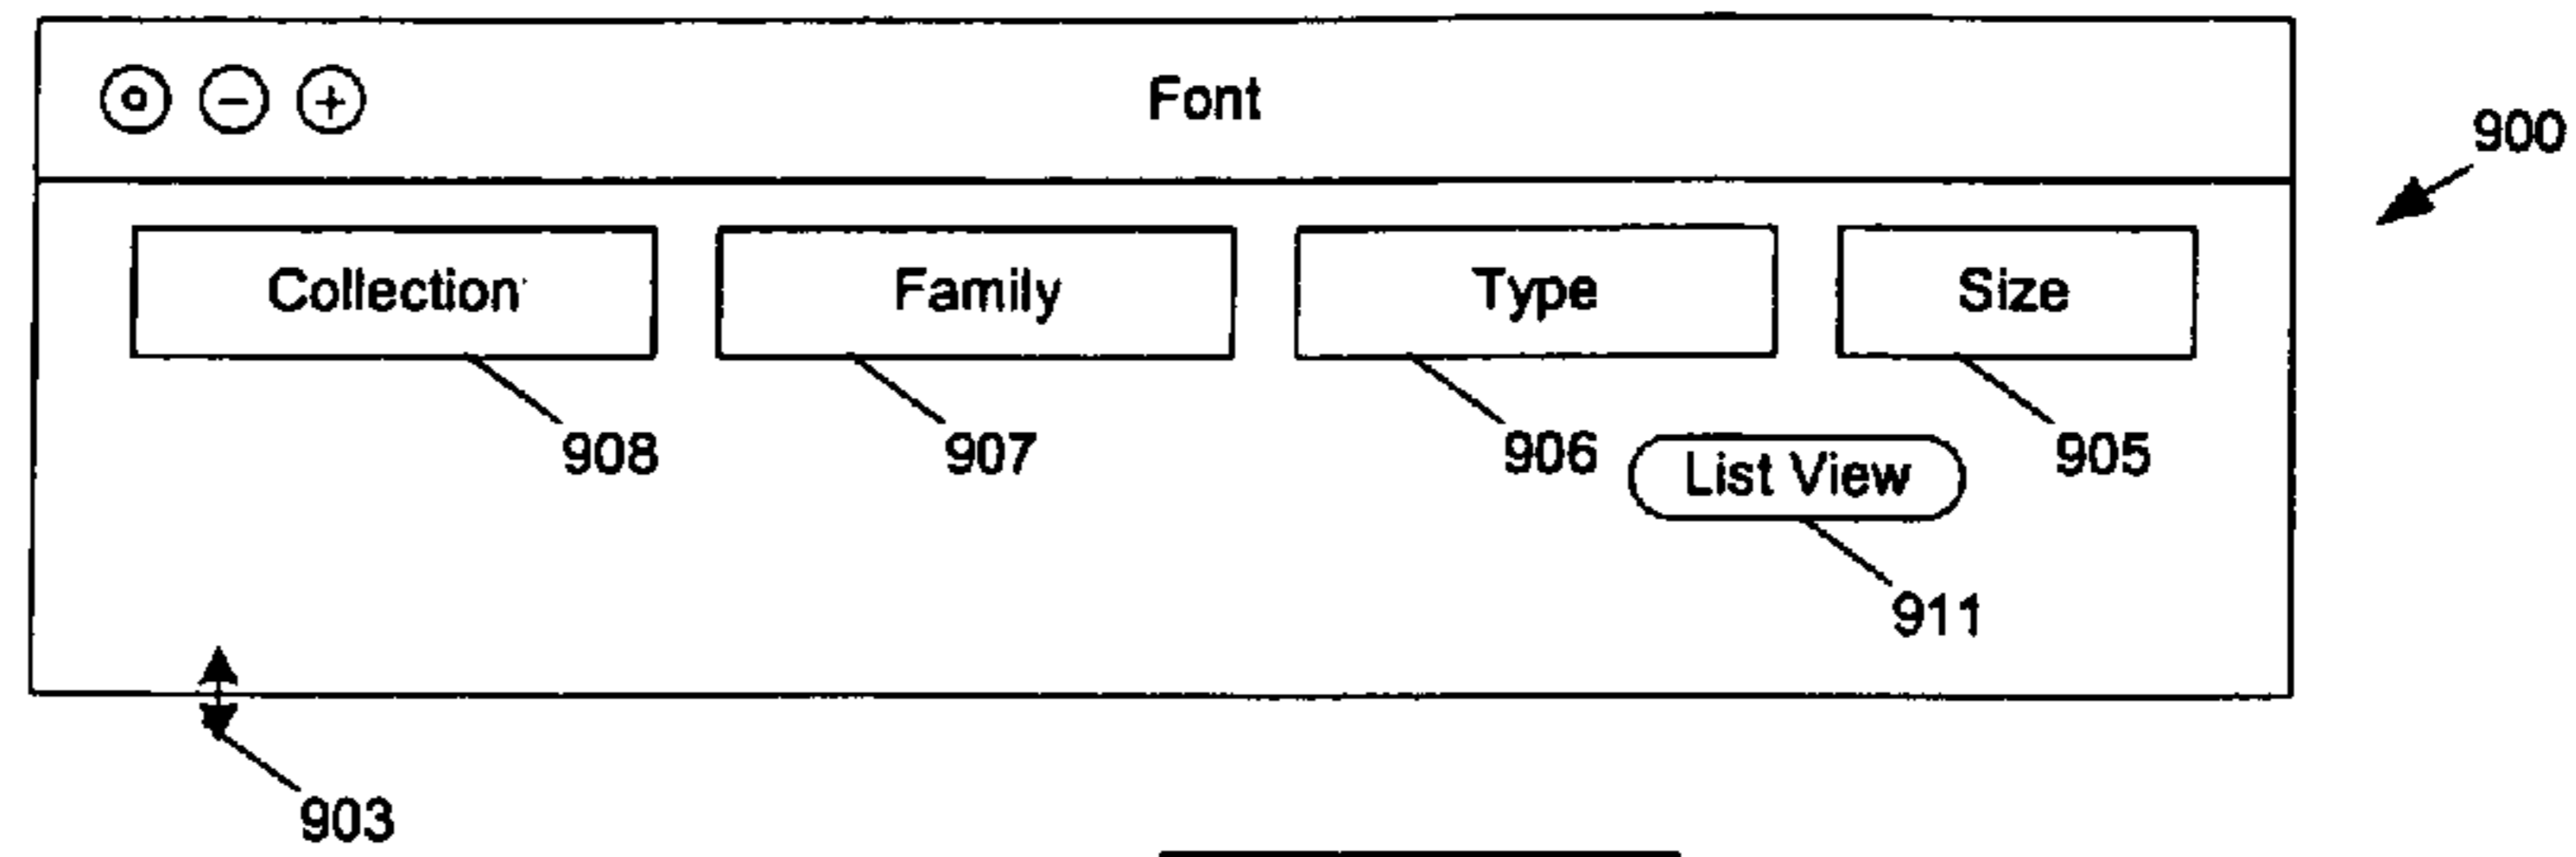 Font
900
Collection Family Type Size
908 907 906 905
List View
911
903